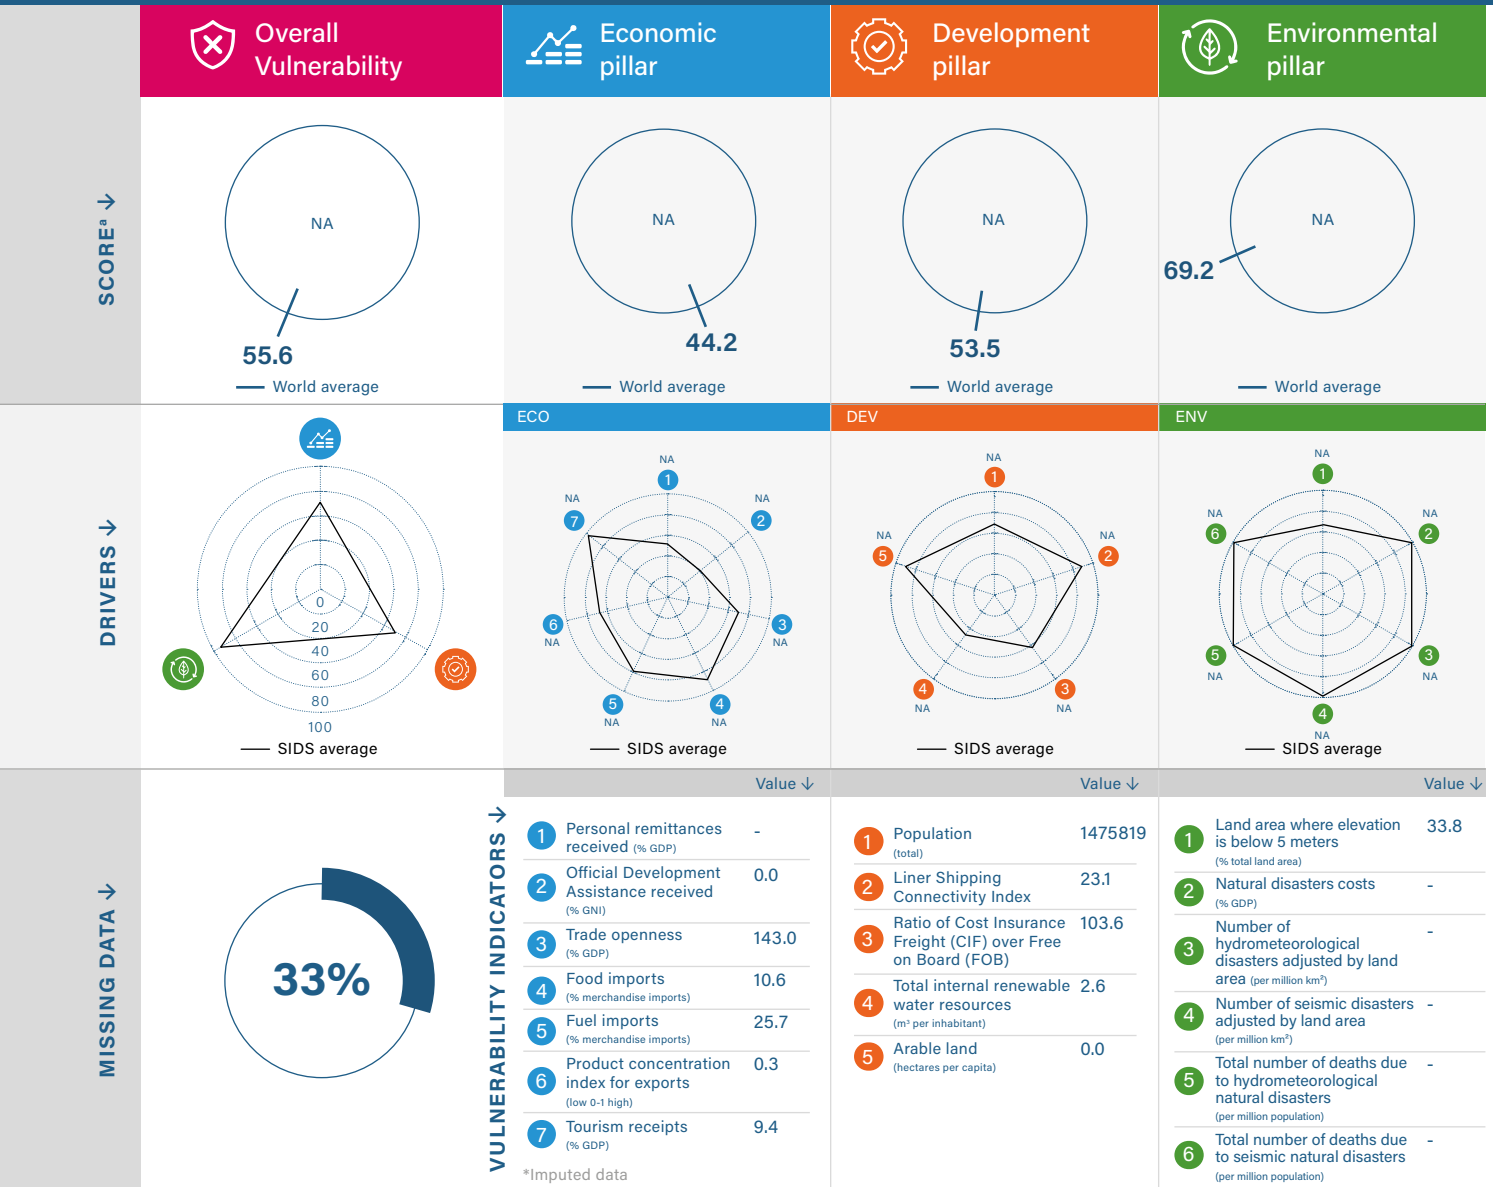 Overall
Vulnerability
Economic
pillar
Development
pillar
Environmental
pillar
SCOREᵃ →
NA
55.6
World average
NA
44.2
World average
NA
53.5
World average
NA
69.2
World average
DRIVERS →
0
20
40
60
80
100
SIDS average
ECO
NA
1
NA
2
3
NA
4
NA
5
NA
6
NA
NA
7
SIDS average
DEV
NA
1
NA
2
3
NA
4
NA
NA
5
SIDS average
ENV
NA
1
NA
2
3
NA
4
NA
5
NA
NA
6
SIDS average
MISSING DATA →
33%
VULNERABILITY INDICATORS →
Value ↓
1 Personal remittances -
received (% GDP)
2 Official Development 0.0
Assistance received
(% GNI)
3 Trade openness 143.0
(% GDP)
4 Food imports 10.6
(% merchandise imports)
5 Fuel imports 25.7
(% merchandise imports)
6 Product concentration 0.3
index for exports
(low 0-1 high)
7 Tourism receipts 9.4
(% GDP)
*Imputed data
Value ↓
1 Population 1475819
(total)
2 Liner Shipping 23.1
Connectivity Index
3 Ratio of Cost Insurance 103.6
Freight (CIF) over Free
on Board (FOB)
4 Total internal renewable 2.6
water resources
(m³ per inhabitant)
5 Arable land 0.0
(hectares per capita)
Value ↓
1 Land area where elevation 33.8
is below 5 meters
(% total land area)
2 Natural disasters costs -
(% GDP)
3 Number of -
hydrometeorological
disasters adjusted by land
area (per million km²)
4 Number of seismic disasters -
adjusted by land area
(per million km²)
5 Total number of deaths due -
to hydrometeorological
natural disasters
(per million population)
6 Total number of deaths due -
to seismic natural disasters
(per million population)